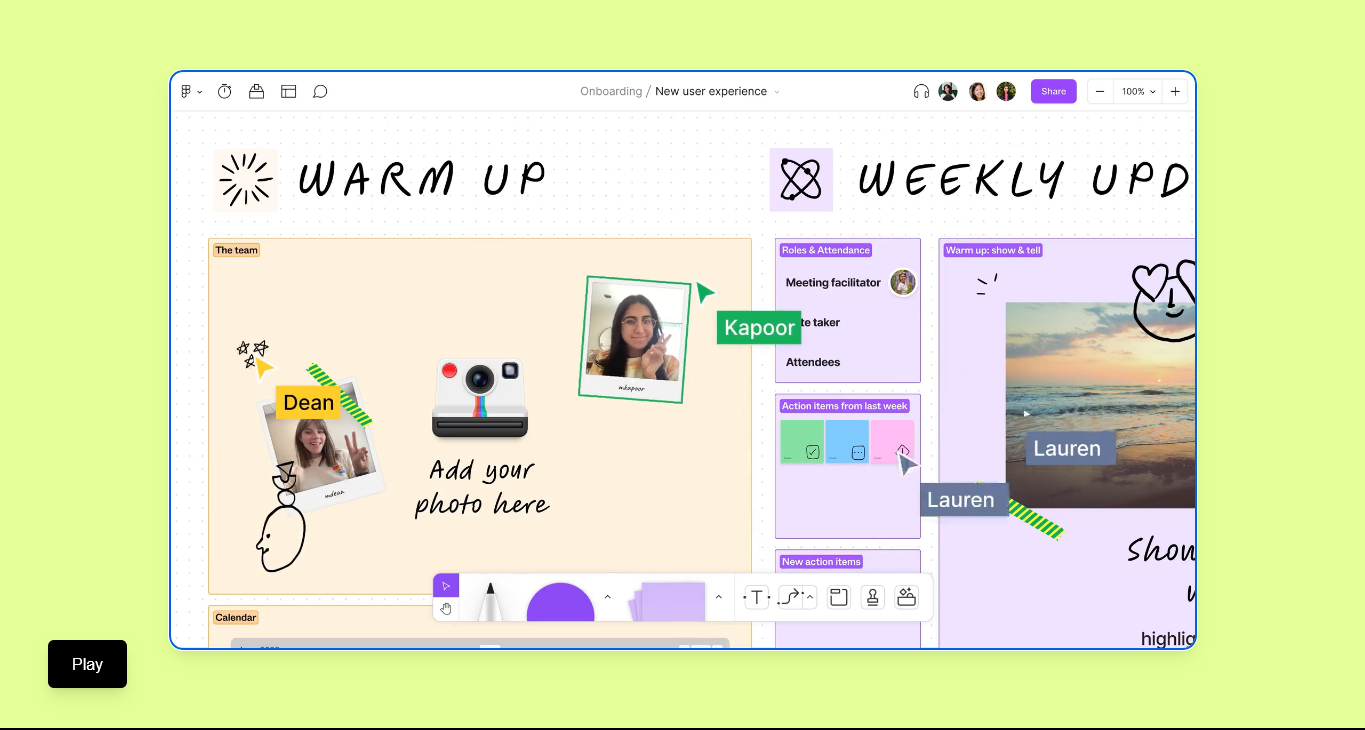 Onboarding / New user experience
Share
100%
WARM UP
WEEKLY UPD
The team
Kapoor
mkapoor
Dean
mdean
Add your
photo here
Calendar
Roles & Attendance
Meeting facilitator
te taker
Attendees
Action items from last week
Lauren
New action items
Warm up: show & tell
Lauren
Show
highlig
T
Play